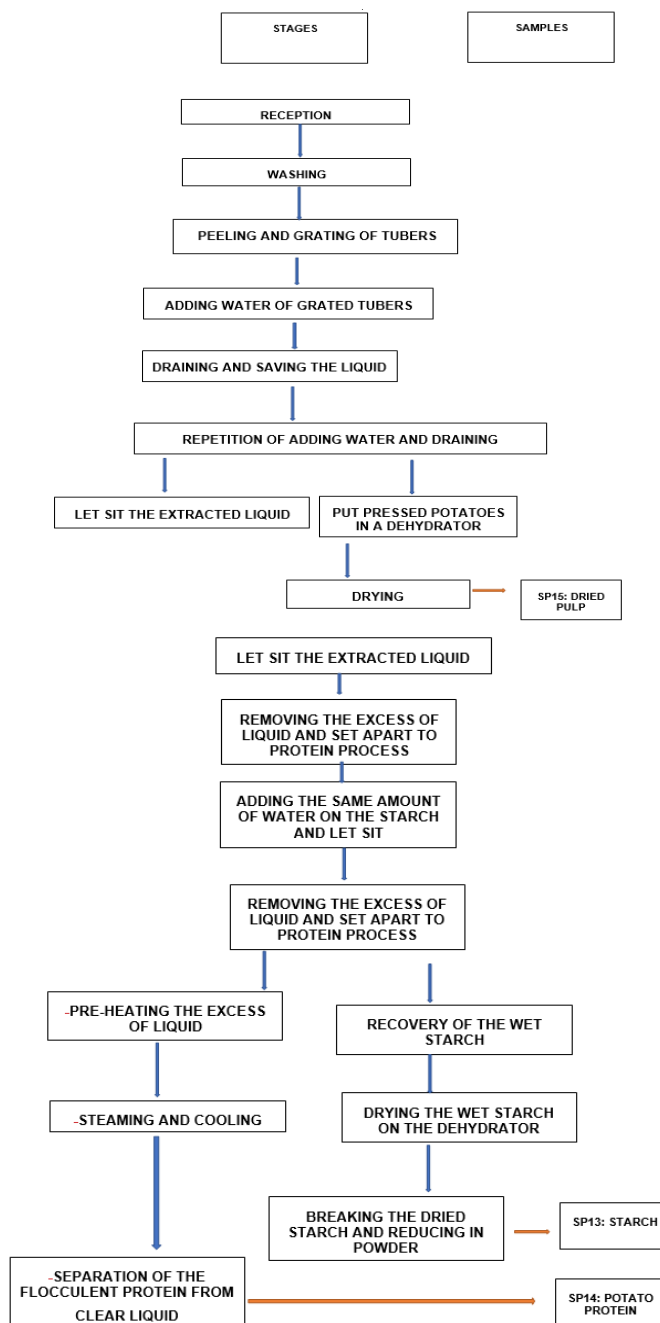 STAGES
SAMPLES
RECEPTION
WASHING
PEELING AND GRATING OF TUBERS
ADDING WATER OF GRATED TUBERS
DRAINING AND SAVING THE LIQUID
REPETITION OF ADDING WATER AND DRAINING
LET SIT THE EXTRACTED LIQUID
PUT PRESSED POTATOES
IN A DEHYDRATOR
DRYING
SP15: DRIED
PULP
LET SIT THE EXTRACTED LIQUID
REMOVING THE EXCESS OF
LIQUID AND SET APART TO
PROTEIN PROCESS
ADDING THE SAME AMOUNT
OF WATER ON THE STARCH
AND LET SIT
REMOVING THE EXCESS OF
LIQUID AND SET APART TO
PROTEIN PROCESS
-PRE-HEATING THE EXCESS
OF LIQUID
RECOVERY OF THE WET
STARCH
-STEAMING AND COOLING
DRYING THE WET STARCH
ON THE DEHYDRATOR
BREAKING THE DRIED
STARCH AND REDUCING IN
POWDER
SP13: STARCH
-SEPARATION OF THE
FLOCCULENT PROTEIN FROM
CLEAR LIQUID
SP14: POTATO
PROTEIN